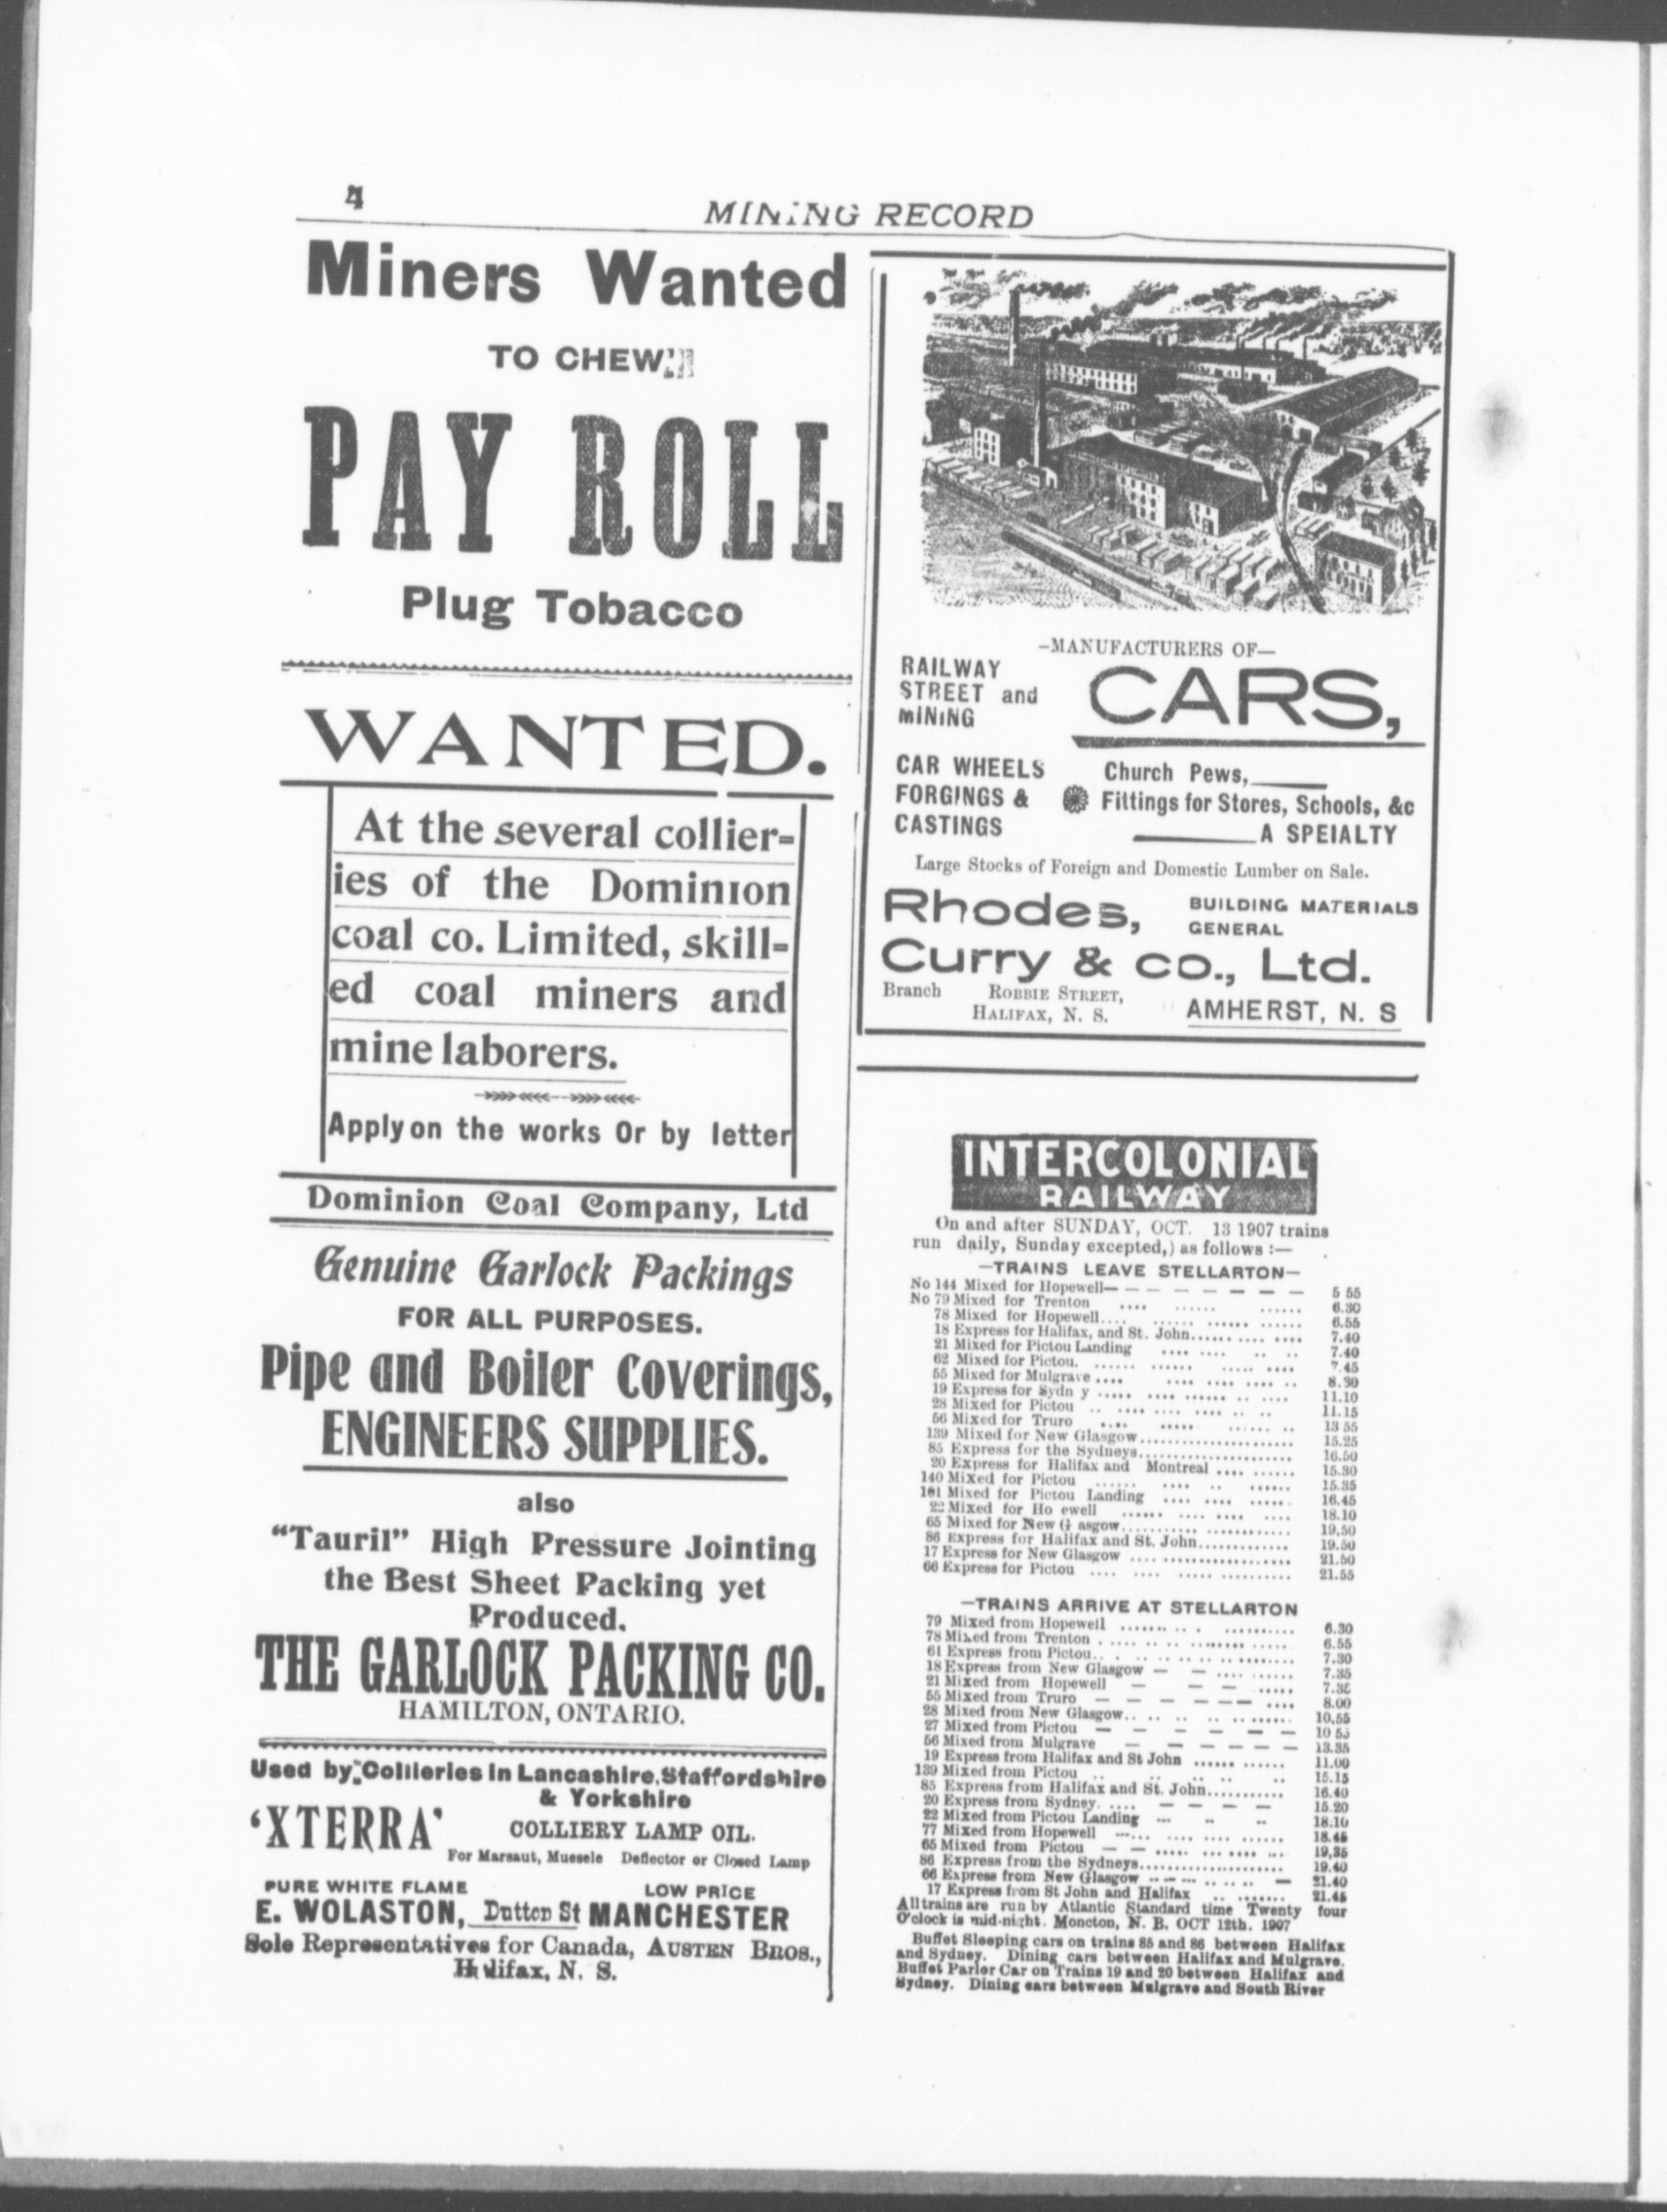 4
MINING RECORD
Miners Wanted
TO CHEW
PAY ROLL
Plug Tobacco
WANTED.
At the several collier-
ies of the Dominion
coal co. Limited, skill-
ed coal miners and
mine laborers.
Apply on the works Or by letter
Dominion Coal Company, Ltd
Genuine Garlock Packings
FOR ALL PURPOSES.
Pipe and Boiler Coverings,
ENGINEERS SUPPLIES.
also
“Tauril” High Pressure Jointing
the Best Sheet Packing yet
Produced.
THE GARLOCK PACKING CO.
HAMILTON, ONTARIO.
Used by Collieries in Lancashire, Staffordshire
& Yorkshire
‘XTERRA’ COLLIERY LAMP OIL.
For Marsaut, Muesele Deflector or Closed Lamp
PURE WHITE FLAME LOW PRICE
E. WOLASTON, Dutton St MANCHESTER
Sole Representatives for Canada, AUSTEN BROS.,
Halifax, N. S.
—MANUFACTURERS OF—
RAILWAY
STREET and
MINING
CARS,
CAR WHEELS
FORGINGS &
CASTINGS
Church Pews,
Fittings for Stores, Schools, &c
A SPEIALTY
Large Stocks of Foreign and Domestic Lumber on Sale.
Rhodes, BUILDING MATERIALS
GENERAL
Curry & co., Ltd.
Branch ROBBIE STREET,
HALIFAX, N. S.
AMHERST, N. S
INTERCOLONIAL
RAILWAY
On and after SUNDAY, OCT. 13 1907 trains
run daily, Sunday excepted,) as follows :—
—TRAINS LEAVE STELLARTON—
No 144 Mixed for Hopewell 5 55
No 79 Mixed for Trenton 6.30
78 Mixed for Hopewell 6.55
18 Express for Halifax, and St. John 7.40
21 Mixed for Pictou Landing 7.40
62 Mixed for Pictou. 7.45
55 Mixed for Mulgrave 8.30
19 Express for Sydn y 11.10
28 Mixed for Pictou 11.15
56 Mixed for Truro 13 55
139 Mixed for New Glasgow 15.25
85 Express for the Sydneys 16.50
20 Express for Halifax and Montreal 15.30
140 Mixed for Pictou 15.35
Mixed for Pictou Landing 16.45
22 Mixed for Ho ewell 18.10
65 Mixed for New G asgow 19,50
86 Express for Halifax and St. John 19.50
17 Express for New Glasgow 21.50
66 Express for Pictou 21.55
—TRAINS ARRIVE AT STELLARTON
79 Mixed from Hopewell 6.30
78 Mixed from Trenton 6.55
61 Express from Pictou 7.30
18 Express from New Glasgow 7.35
21 Mixed from Hopewell
55 Mixed from Truro 8.00
28 Mixed from New Glasgow 10,55
27 Mixed from Pictou
56 Mixed from Mulgrave 13.35
19 Express from Halifax and St John 11.00
139 Mixed from Pictou 15.15
85 Express from Halifax and St. John 16.40
20 Express from Sydney. 15.20
22 Mixed from Pictou Landing 18.10
77 Mixed from Hopewell 18.45
65 Mixed from Pictou 19,35
86 Express from the Sydneys 19.40
66 Express from New Glasgow 21.40
17 Express from St John and Halifax 21.45
All trains are run by Atlantic Standard time Twenty four
O'clock is mid-night. Moncton, N. B. OCT 12th. 1907
Buffet Sleeping cars on trains 85 and 86 between Halifax
and Sydney. Dining cars between Halifax and Mulgrave.
Buffet Parlor Car on Trains 19 and 20 between Halifax and
Sydney. Dining cars between Mulgrave and South River